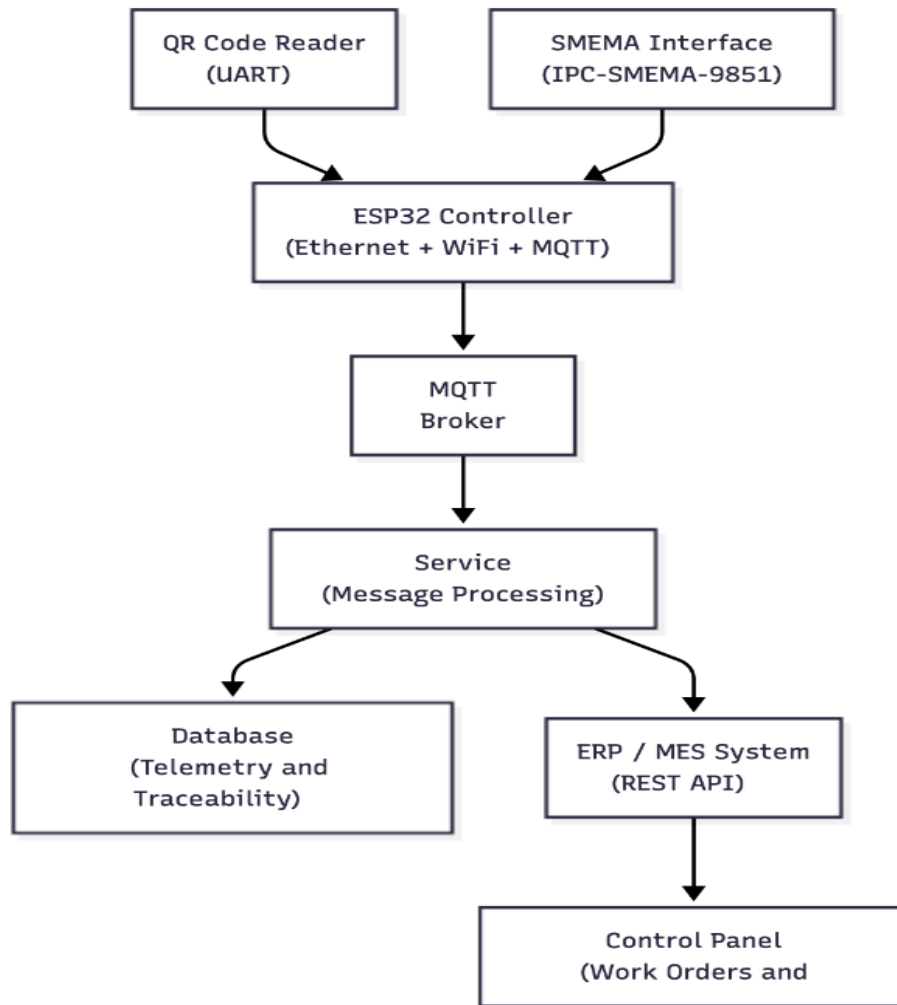 QR Code Reader
(UART)
SMEMA Interface
(IPC-SMEMA-9851)
ESP32 Controller
(Ethernet + WiFi + MQTT)
MQTT
Broker
Service
(Message Processing)
Database
(Telemetry and
Traceability)
ERP / MES System
(REST API)
Control Panel
(Work Orders and